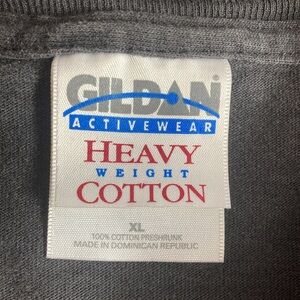 GILDAN®
ACTIVEWEAR
HEAVY
WEIGHT
COTTON
XL
100% COTTON PRESHRUNK
MADE IN DOMINICAN REPUBLIC